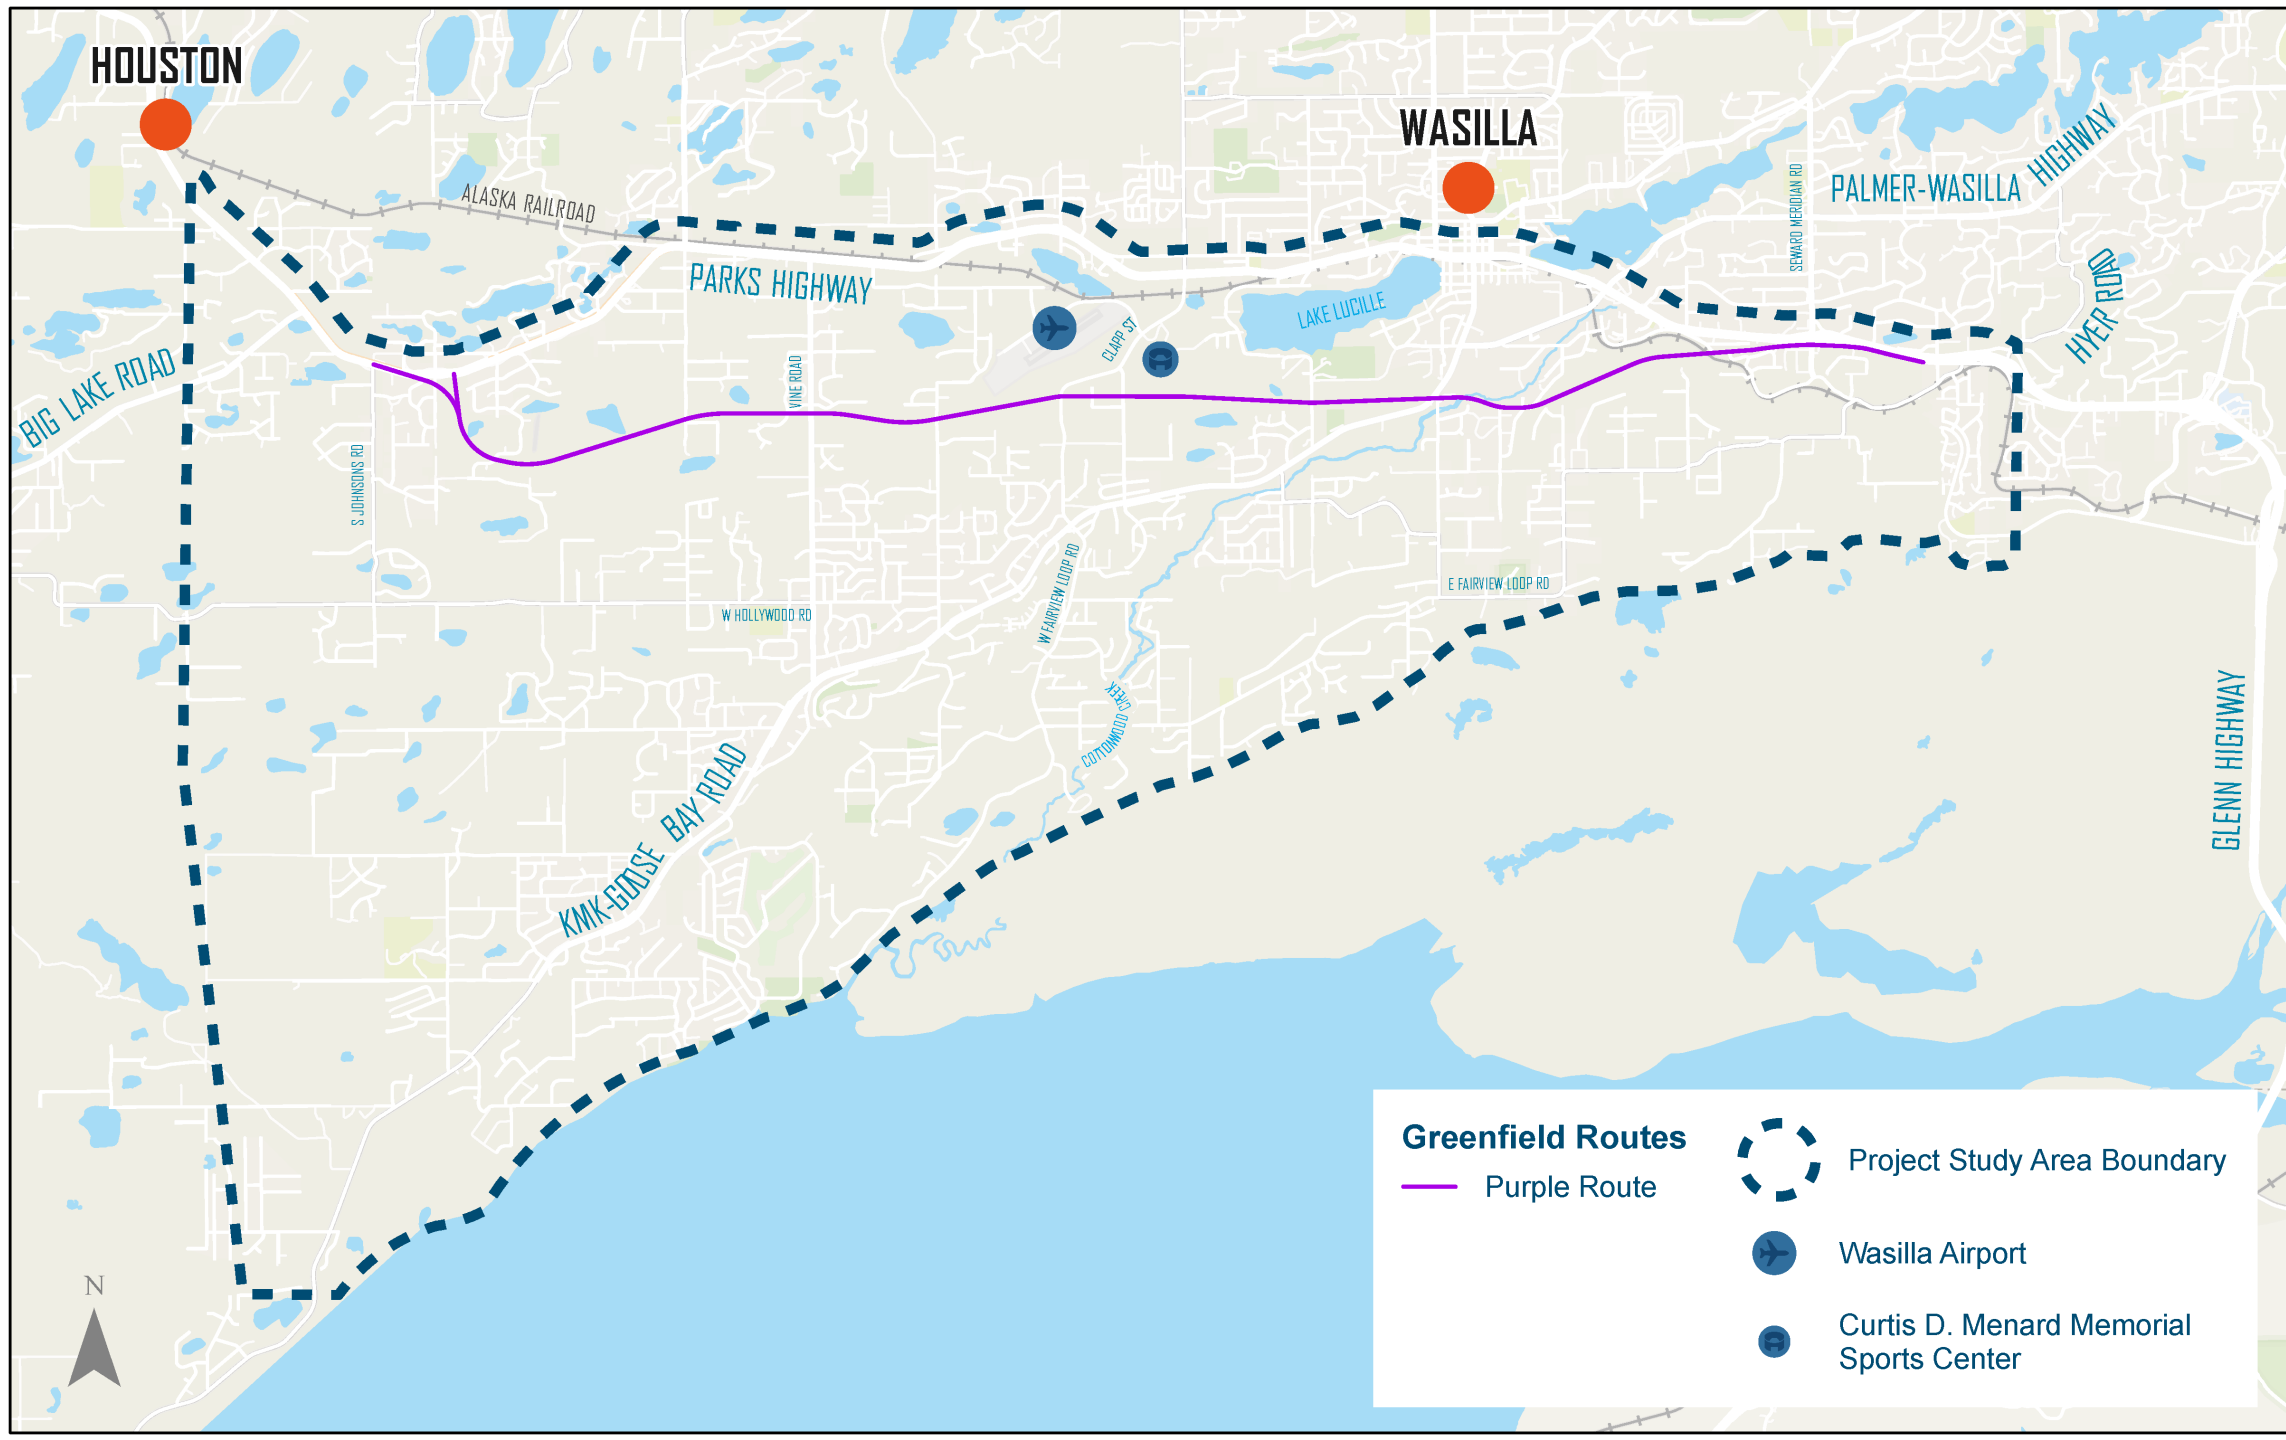 HOUSTON
WASILLA
ALASKA RAILROAD
PARKS HIGHWAY
PALMER-WASILLA
HIGHWAY
SEWARD MERIDIAN RD
HYER ROAD
LAKE LUCILLE
CLAPP ST
BIG LAKE ROAD
VINE ROAD
S JOHNSONS RD
W FAIRVIEW LOOP RD
E FAIRVIEW LOOP RD
W HOLLYWOOD RD
COTTONWOOD CREEK
KMK-GOOSE BAY ROAD
GLENN HIGHWAY
N
Greenfield Routes
Purple Route
Project Study Area Boundary
Wasilla Airport
Curtis D. Menard Memorial
Sports Center